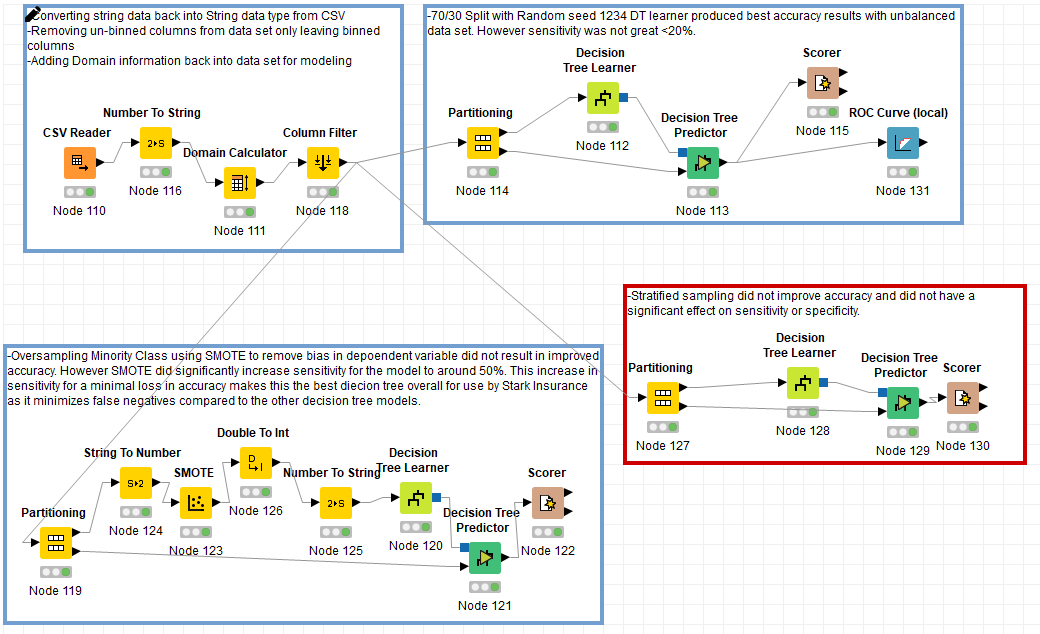 -Converting string data back into String data type from CSV
-Removing un-binned columns from data set only leaving binned
columns
-Adding Domain information back into data set for modeling
Number To String
CSV Reader
Column Filter
Domain Calculator
2▸S
Node 116
Node 110
Node 118
Node 111
-70/30 Split with Random seed 1234 DT learner produced best accuracy results with unbalanced
data set. However sensitivity was not great <20%.
Decision
Tree Learner
Scorer
Partitioning
Decision Tree
Predictor
ROC Curve (local)
Node 115
Node 112
Node 114
Node 131
Node 113
-Stratified sampling did not improve accuracy and did not have a
significant effect on sensitivity or specificity.
Decision
Tree Learner
Partitioning
Decision Tree
Predictor
Scorer
Node 128
Node 127
Node 129
Node 130
-Oversampling Minority Class using SMOTE to remove bias in depoendent variable did not result in improved
accuracy. However SMOTE did significantly increase sensitivity for the model to around 50%. This increase in
sensitivity for a minimal loss in accuracy makes this the best diecion tree overall for use by Stark Insurance
as it minimizes false negatives compared to the other decision tree models.
Double To Int
String To Number
SMOTE
Number To String
Decision
Tree Learner
Scorer
D
I
S▸2
2▸S
Partitioning
Decision Tree
Predictor
Node 126
Node 124
Node 123
Node 125
Node 120
Node 122
Node 119
Node 121